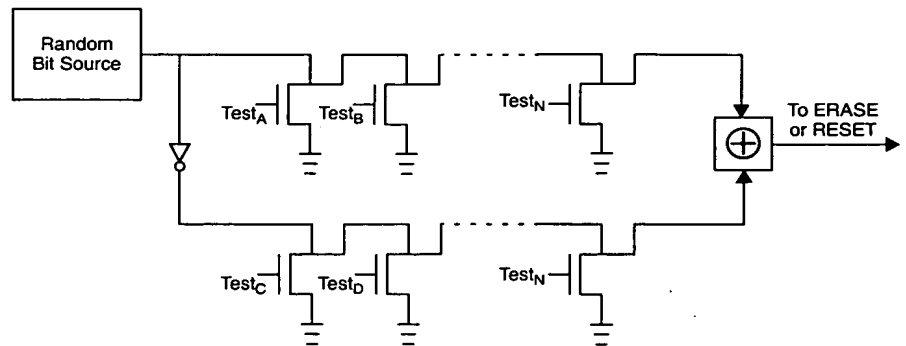 Random
Bit Source
Test_A
Test_B
Test_N
To ERASE
or RESET
Test_C
Test_D
Test_N